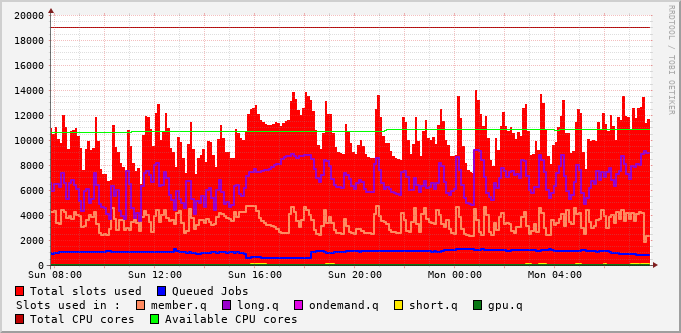 20000
18000
16000
14000
12000
10000
8000
6000
4000
2000
0
Sun 08:00 Sun 12:00 Sun 16:00 Sun 20:00 Mon 00:00 Mon 04:00
Total slots used Queued Jobs
Slots used in : member.q long.q ondemand.q short.q gpu.q
Total CPU cores Available CPU cores
RRDTOOL / TOBI OETIKER